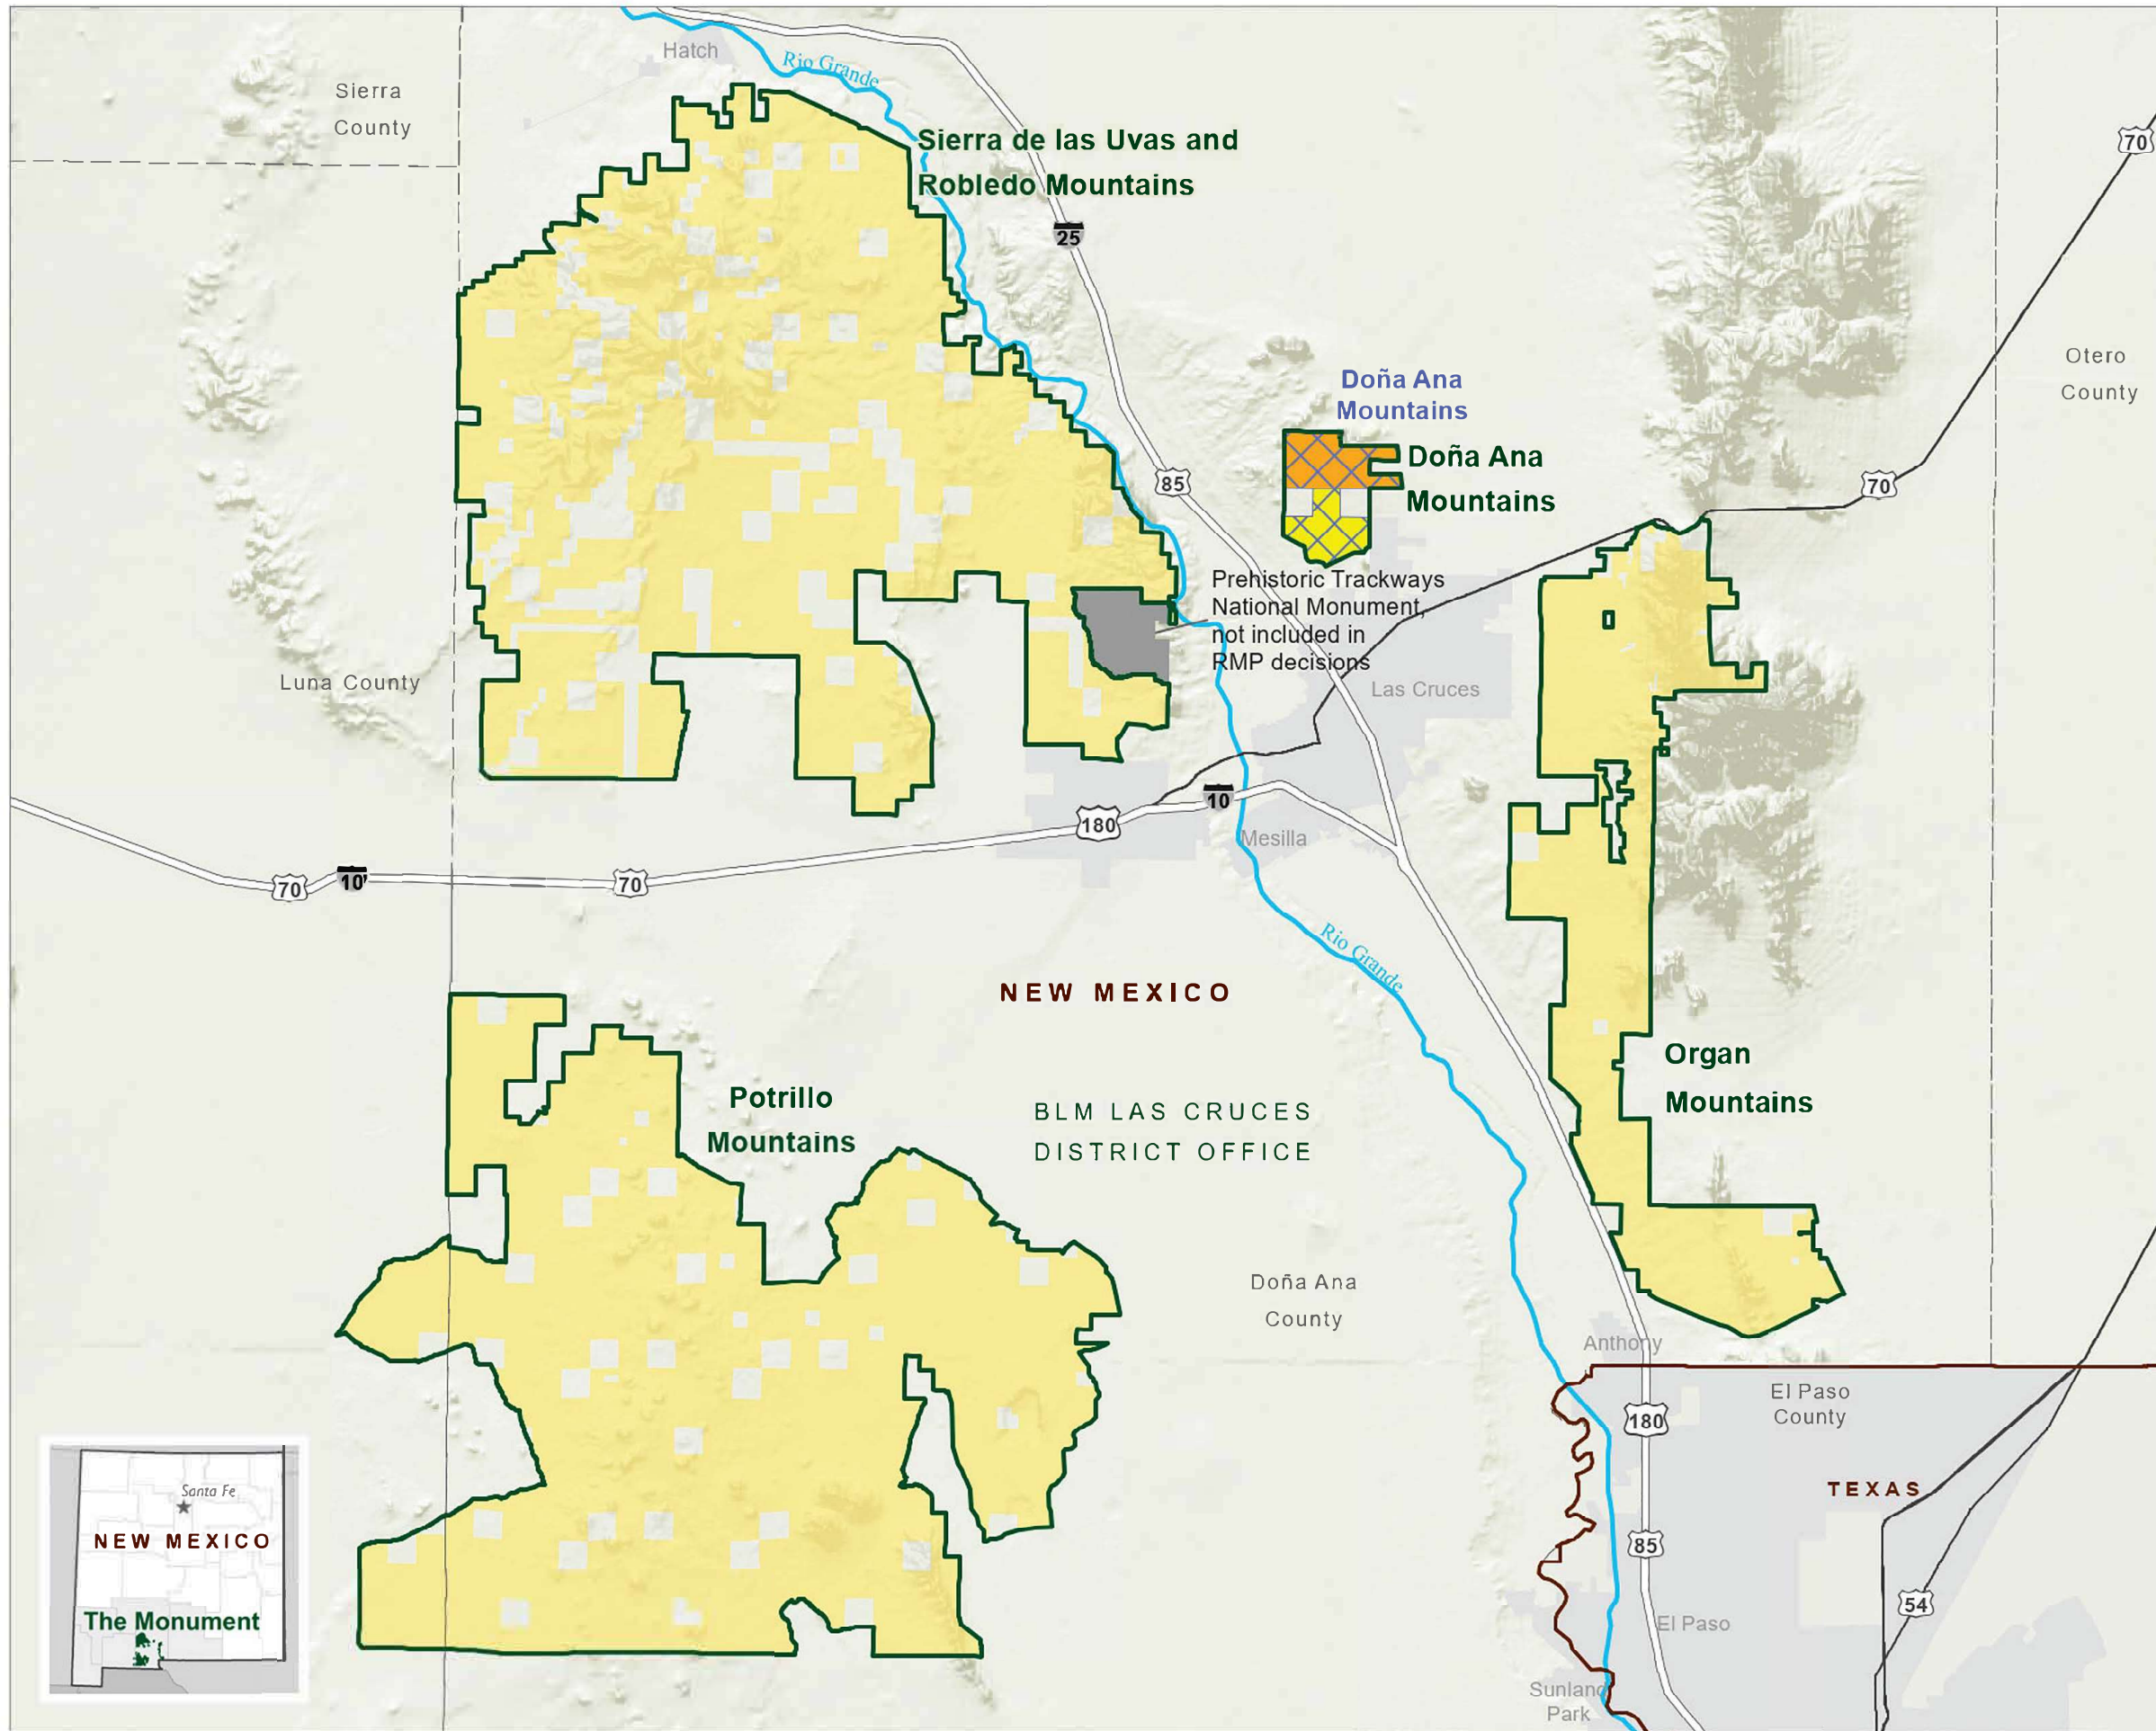 Hatch
Rio Grande
Sierra
County
70
Sierra de las Uvas and
Robledo Mountains
25
Otero
County
Doña Ana
Mountains
Doña Ana
Mountains
85
70
Prehistoric Trackways
National Monument,
not included in
RMP decisions
Luna County
Las Cruces
10
180
Mesilla
70
10
70
Rio Grande
NEW MEXICO
Organ
Mountains
Potrillo
Mountains
BLM LAS CRUCES
DISTRICT OFFICE
Doña Ana
County
Anthony
El Paso
County
180
TEXAS
Santa Fe
NEW MEXICO
85
The Monument
54
El Paso
Sunland
Park